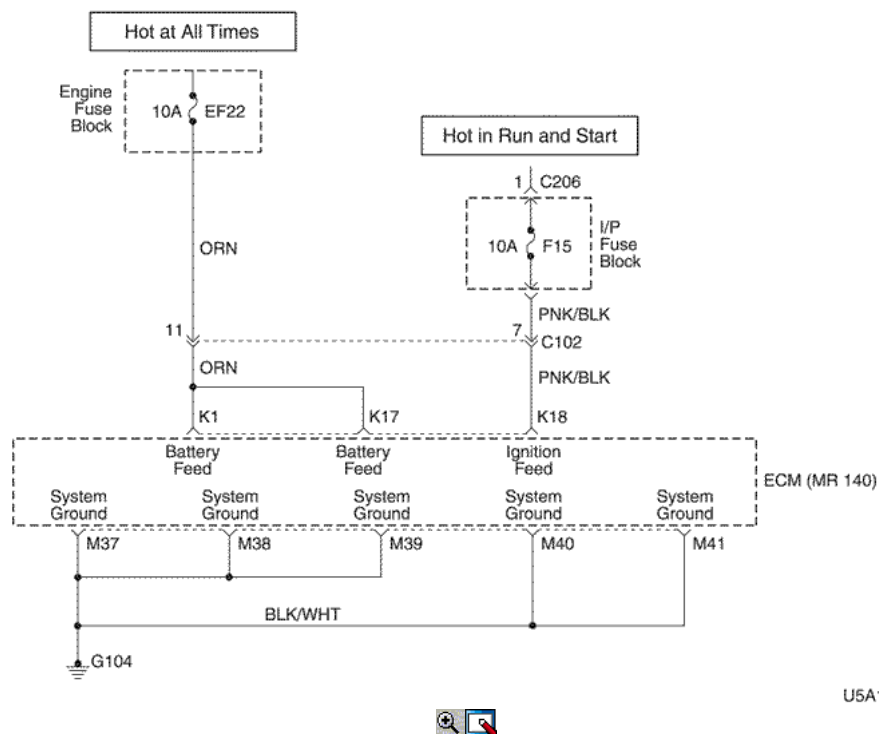 Hot at All Times
Engine
Fuse
Block
10A
EF22
Hot in Run and Start
1
C206
10A
F15
I/P
Fuse
Block
ORN
PNK/BLK
11
7
C102
ORN
PNK/BLK
K1
K17
K18
Battery
Feed
Battery
Feed
Ignition
Feed
ECM (MR 140)
System
Ground
System
Ground
System
Ground
System
Ground
System
Ground
M37
M38
M39
M40
M41
BLK/WHT
G104
U5A1